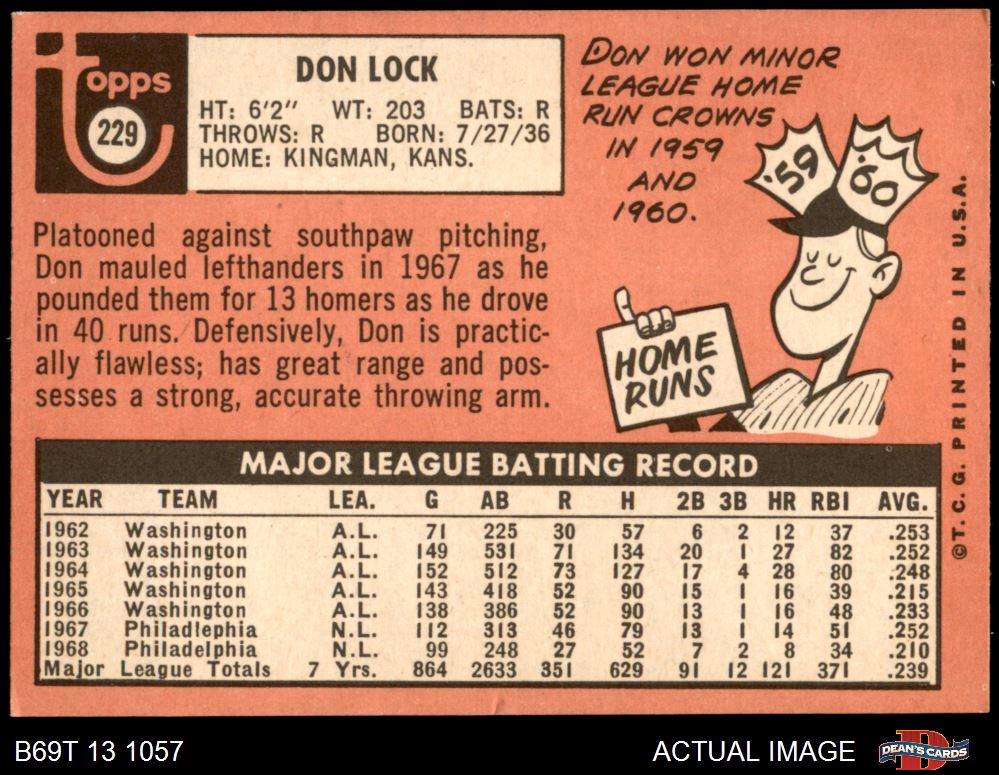 Topps
229
DON LOCK
HT: 6'2" WT: 203 BATS: R
THROWS: R BORN: 7/27/36
HOME: KINGMAN, KANS.
DON WON MINOR
LEAGUE HOME
RUN CROWNS
IN 1959
AND
1960.
'59
'60
HOME
RUNS
Platooned against southpaw pitching,
Don mauled lefthanders in 1967 as he
pounded them for 13 homers as he drove
in 40 runs. Defensively, Don is practic-
ally flawless; has great range and pos-
sesses a strong, accurate throwing arm.
MAJOR LEAGUE BATTING RECORD
YEAR TEAM LEA. G AB R H 2B 3B HR RBI AVG.
1962 Washington A.L. 71 225 30 57 6 2 12 37 .253
1963 Washington A.L. 149 531 71 134 20 1 27 82 .252
1964 Washington A.L. 152 512 73 127 17 4 28 80 .248
1965 Washington A.L. 143 418 52 90 15 1 16 39 .215
1966 Washington A.L. 138 386 52 90 13 1 16 48 .233
1967 Philadlephia N.L. 112 313 46 79 13 1 14 51 .252
1968 Philadelphia N.L. 99 248 27 52 7 2 8 34 .210
Major League Totals 7 Yrs. 864 2633 351 629 91 12 121 371 .239
©T.C.G. PRINTED IN U.S.A.
B69T 13 1057
ACTUAL IMAGE
D
DEAN'S CARDS